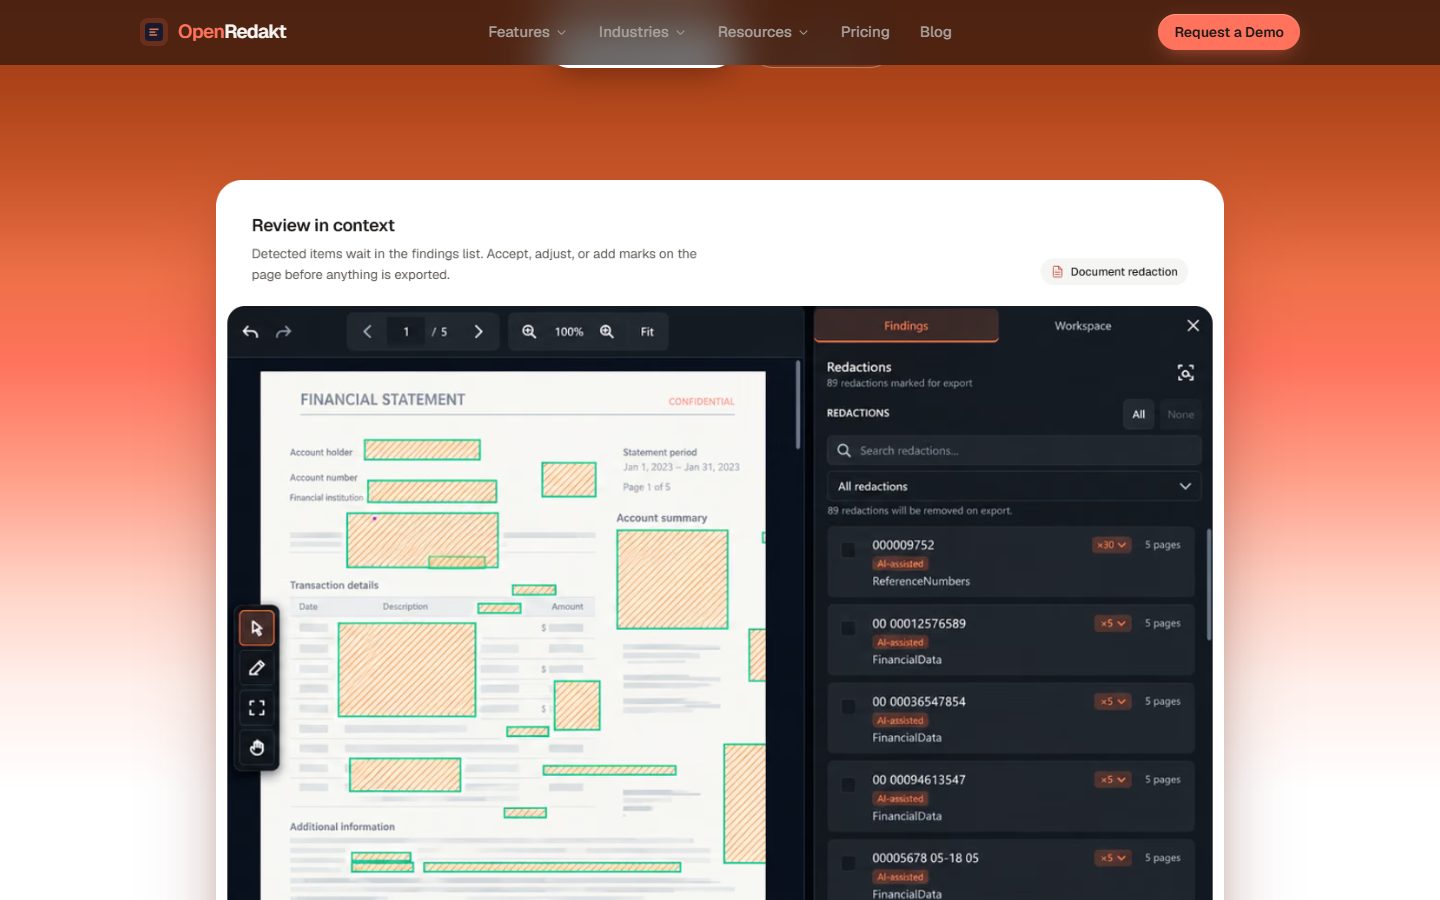 OpenRedakt
Features
Industries
Resources
Pricing
Blog
Request a Demo
Review in context
Detected items wait in the findings list. Accept, adjust, or add marks on the
page before anything is exported.
Document redaction
1 / 5
100%
Fit
FINANCIAL STATEMENT
CONFIDENTIAL
Account holder
Account number
Financial institution
Statement period
Jan 1, 2023 – Jan 31, 2023
Page 1 of 5
Account summary
Transaction details
Date
Description
Amount
$
$
$
Additional information
Findings
Workspace
Redactions
89 redactions marked for export
REDACTIONS
All
None
Search redactions...
All redactions
89 redactions will be removed on export.
000009752
×30
5 pages
AI-assisted
ReferenceNumbers
00 00012576589
×5
5 pages
AI-assisted
FinancialData
00 00036547854
×5
5 pages
AI-assisted
FinancialData
00 00094613547
×5
5 pages
AI-assisted
FinancialData
00005678 05-18 05
×5
5 pages
AI-assisted
FinancialData